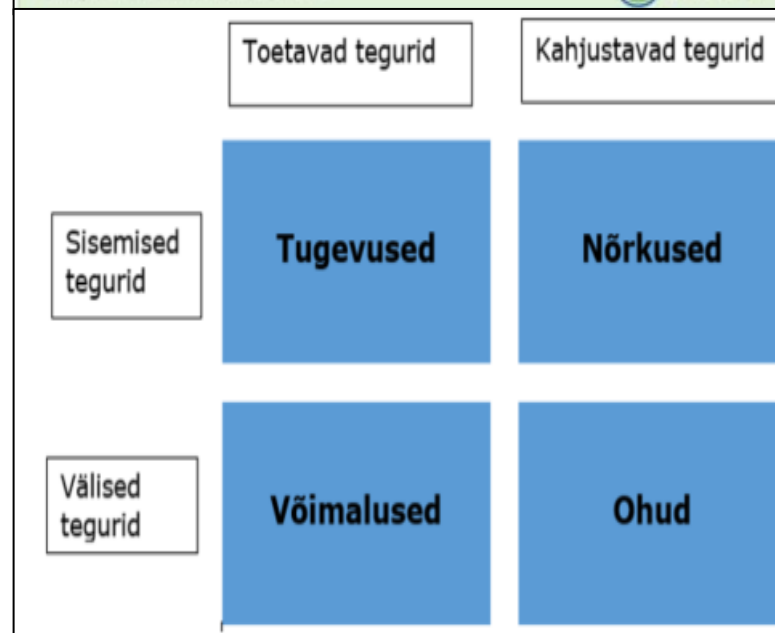 Toetavad tegurid
Kahjustavad tegurid
Sisemised
tegurid
Tugevused
Nõrkused
Välised
tegurid
Võimalused
Ohud